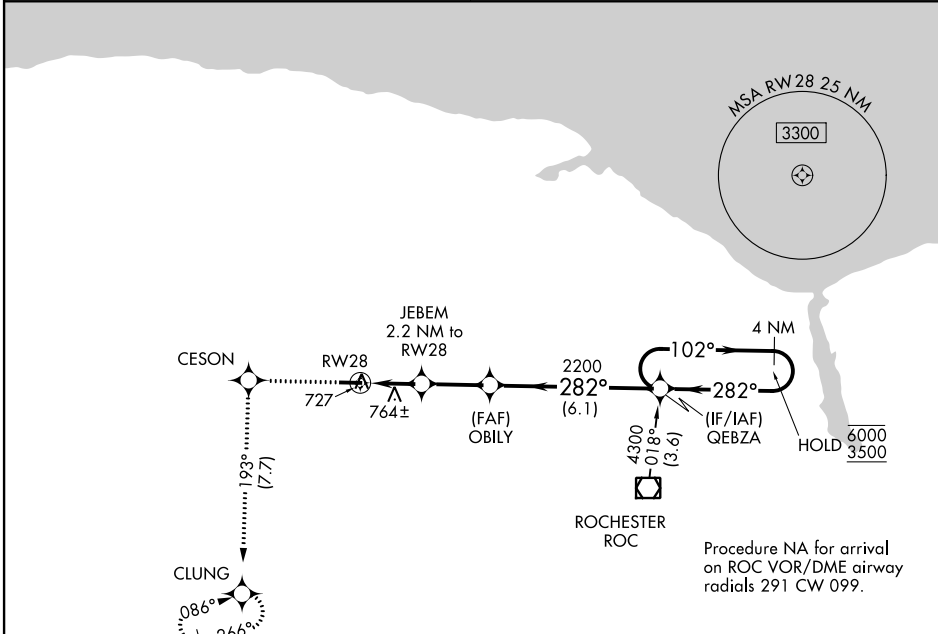 MSA RW28 25 NM
3300
JEBEM
2.2 NM to
RW28
CESON
RW28
727
764±
(FAF)
OBILY
2200
282°
(6.1)
102°
4 NM
282°
(IF/IAF)
QEBZA
HOLD
6000
3500
4300
018°
(3.6)
ROCHESTER
ROC
193°
(7.7)
Procedure NA for arrival
on ROC VOR/DME airway
radials 291 CW 099.
CLUNG
086°
266°